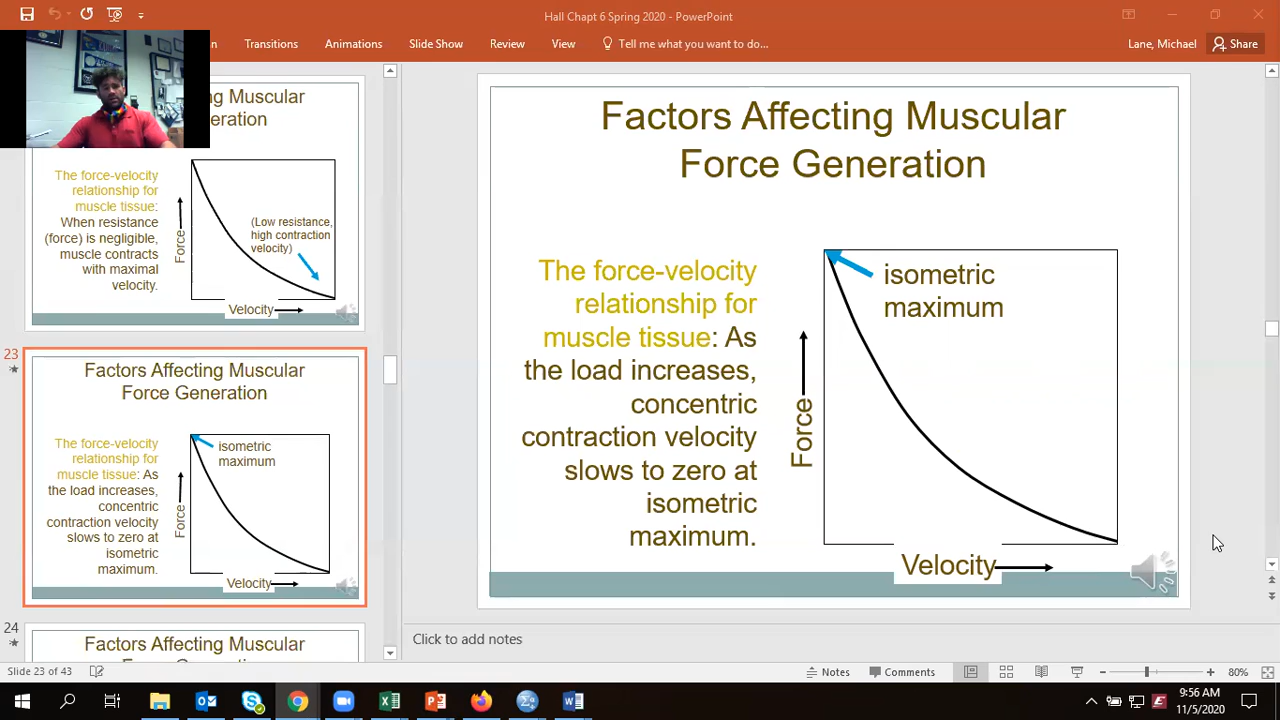 Hall Chapt 6 Spring 2020 - PowerPoint
Transitions
Animations
Slide Show
Review
View
Tell me what you want to do...
Lane, Michael
Share
ng Muscular
eneration
The force-velocity
relationship for
muscle tissue:
When resistance
(force) is negligible,
muscle contracts
with maximal
velocity.
Force
(Low resistance,
high contraction
velocity)
Velocity
23
Factors Affecting Muscular
Force Generation
The force-velocity
relationship for
muscle tissue: As
the load increases,
concentric
contraction velocity
slows to zero at
isometric
maximum.
Force
isometric
maximum
Velocity
24
Factors Affecting Muscular
Force Generation
Factors Affecting Muscular
Force Generation
The force-velocity
relationship for
muscle tissue: As
the load increases,
concentric
contraction velocity
slows to zero at
isometric
maximum.
Force
isometric
maximum
Velocity
Click to add notes
Slide 23 of 43
Notes
Comments
80%
9:56 AM
11/5/2020